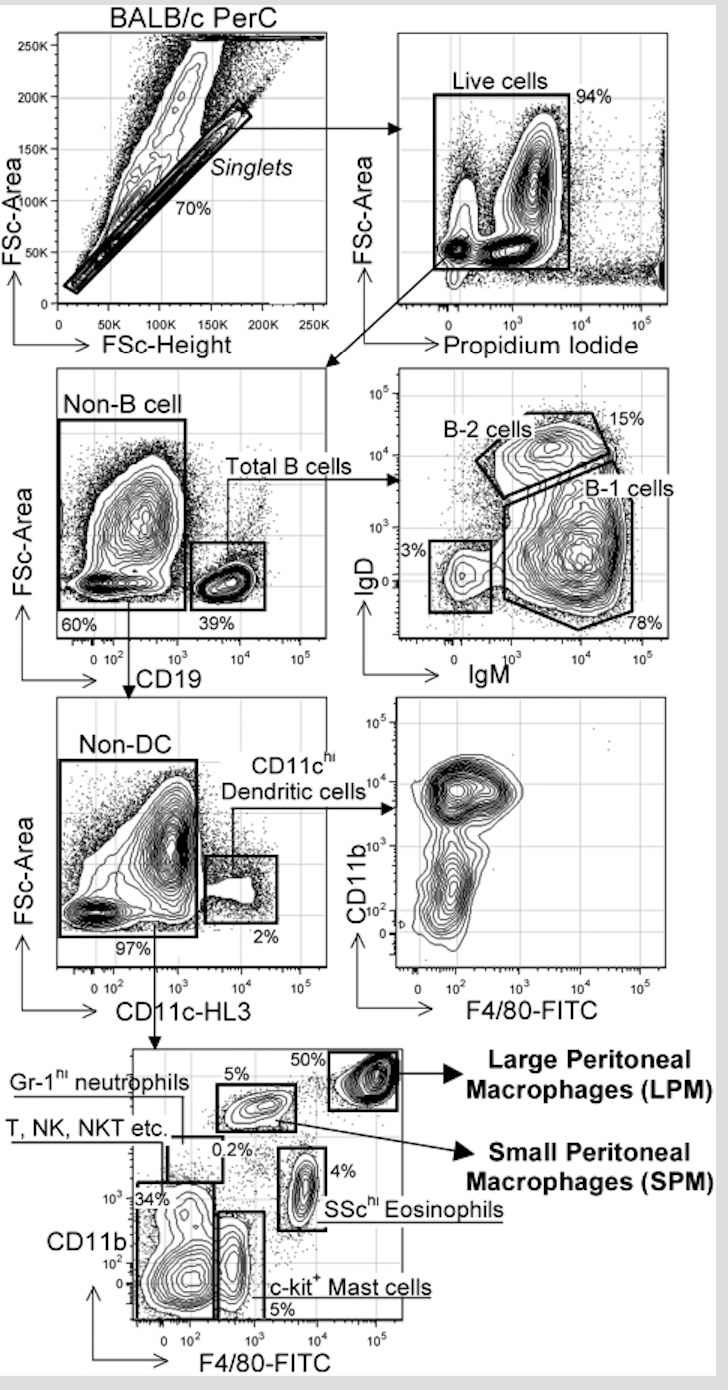 BALB/c PerC
250K
200K
150K
100K
50K
0
FSc-Area
Singlets
70%
0 50K 100K 150K 200K 250K
FSc-Height
Live cells
94%
FSc-Area
0 10³ 10⁴ 10⁵
Propidium Iodide
Non-B cell
Total B cells
FSc-Area
60%
39%
0 10² 10³ 10⁴ 10⁵
CD19
10⁵
10⁴
10³
0
B-2 cells
15%
B-1 cells
3%
IgD
78%
0 10³ 10⁴ 10⁵
IgM
Non-DC
CD11cʰⁱ
Dendritic cells
FSc-Area
97%
2%
0 10² 10³ 10⁴ 10⁵
CD11c-HL3
10⁵
10⁴
10³
10²
0
CD11b
0 10² 10³ 10⁴ 10⁵
F4/80-FITC
50%
Large Peritoneal
Macrophages (LPM)
Gr-1ʰⁱ neutrophils
5%
T, NK, NKT etc.
0.2%
Small Peritoneal
Macrophages (SPM)
4%
34%
10³
SScʰⁱ Eosinophils
CD11b
10²
0
c-kit⁺ Mast cells
5%
0 10² 10³ 10⁴ 10⁵
F4/80-FITC